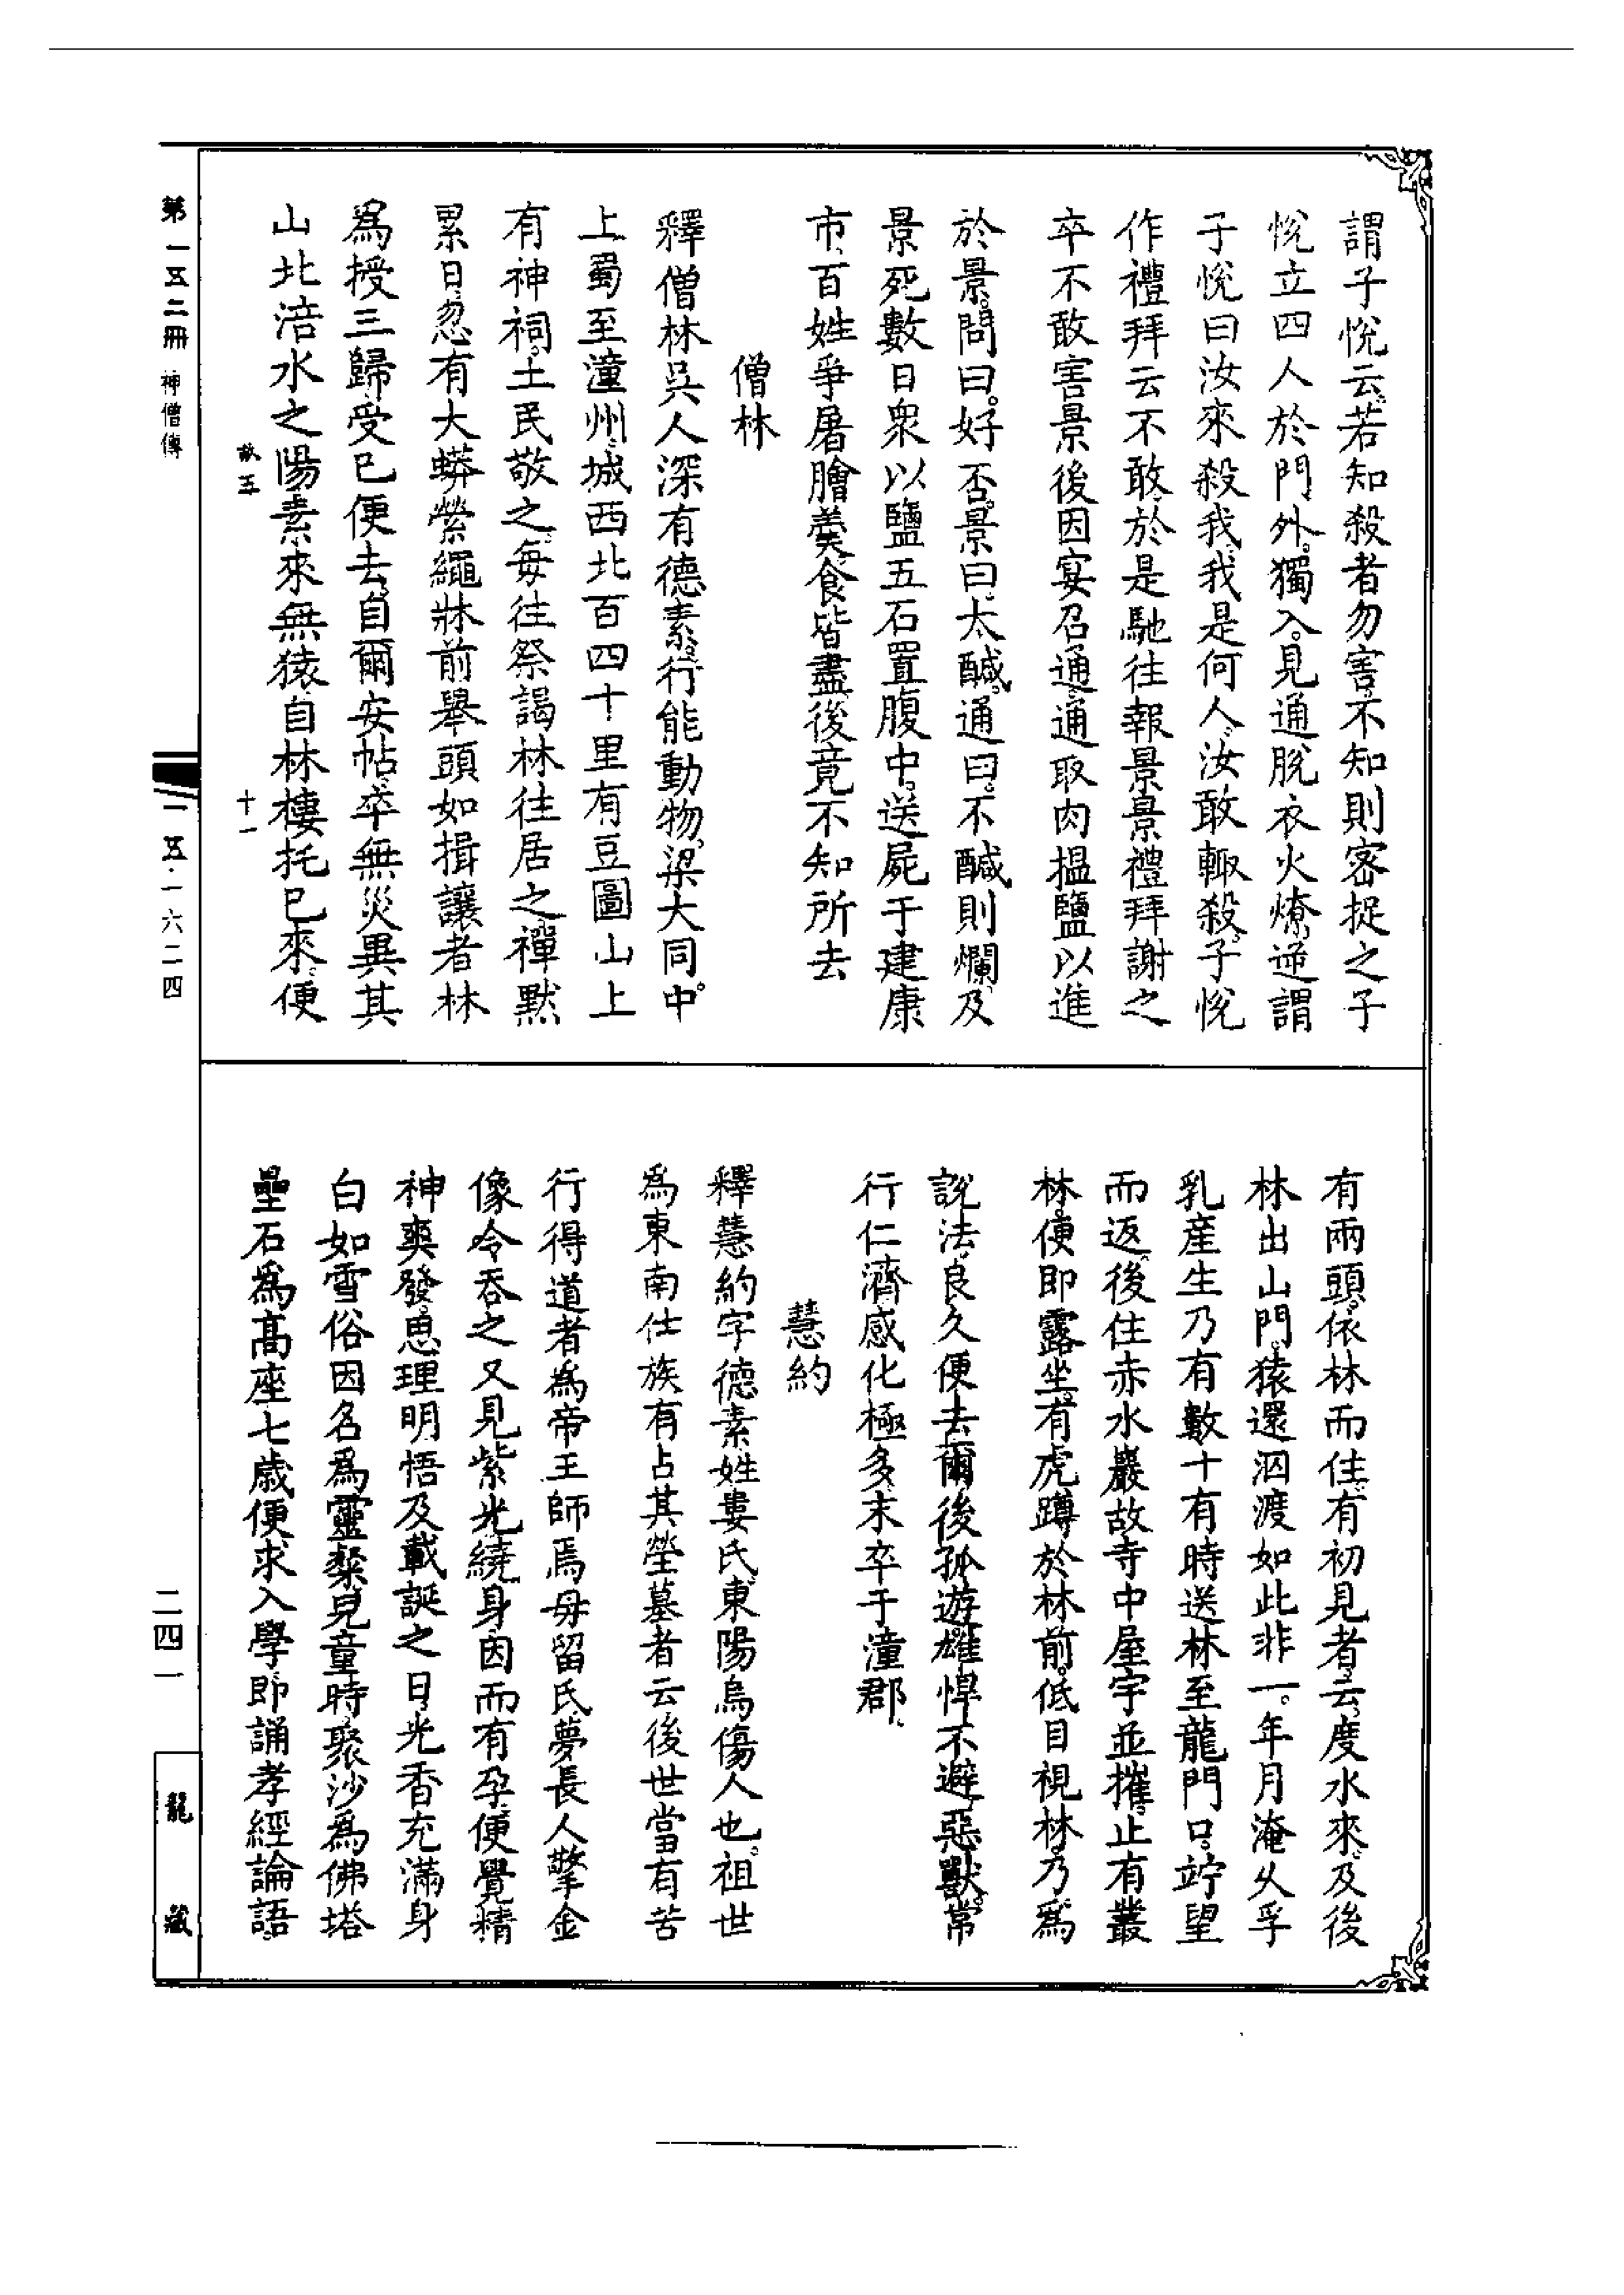 謂子悅云。若知殺者勿害。不知則密捉之子
悅立四人於門外。獨入。見通脫衣火燎。逆謂
子悅曰汝來殺我。我是何人。汝敢輙殺。子悅
作禮拜云不敢。於是馳往報景。景禮拜謝之
卒不敢害景後因宴召通。通取肉揾鹽以進
於景。問曰。好否。景曰。太醎。通曰。不醎則爛。及
景死數日衆以鹽五石置腹中。送屍于建康
市。百姓爭屠膾羮食皆盡後竟不知所去
僧林
釋僧林吳人深有德素。行能動物。梁大同。中。
上蜀至潼州。城西北百四十里有豆圌山上
有神祠。土民敬之。每往祭謁林往居之禪默
累日。忽有大蟒縈繩牀前舉頭如揖讓者林
爲授三歸受已便去。自爾安帖。卒無災異其
山北涪水之陽素來無猿自林棲托已來。便
有兩頭。依林而住。有初見者。云。度水來。及後
林出山門。猿還泅渡如此非一。年月淹久孚
乳產生乃有數十有時送林至龍門口。竚望
而返。後住赤水巖故寺中屋宇並摧。止有叢
林。便即露坐。有虎蹲於林前。低目視林。乃爲
說法。良久便去。爾後孤遊雄悍不避惡獸。常
行仁濟感化極多。末卒于潼郡。
慧約
釋慧約字德素姓婁氏東陽烏傷人也。祖世
爲東南仕族有占其塋墓者云後世當有苦
行得道者爲帝王師焉母留氏夢長人擎金
像令吞之又見紫光繞身因而有孕。便覺精
神爽發。思理明悟及載誕之日。光香充滿身
白如雪俗因名爲靈粲。兒童時。聚沙爲佛塔
壘石爲高座七歲便求入學即誦孝經論語
第一五二冊 神僧傳
一五·一六二四
二四一
龍藏
十一